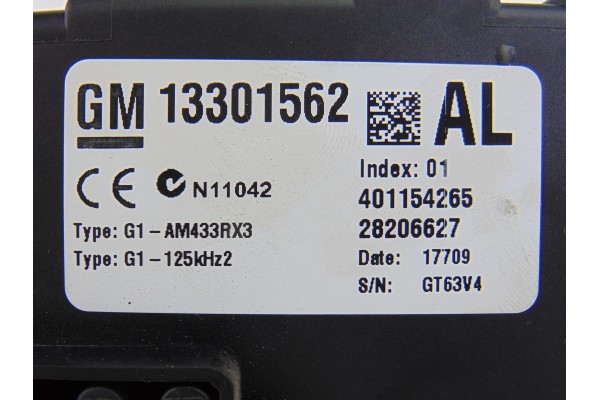 GM 13301562 AL
Index: 01
CE N11042
401154265
Type: G1-AM433RX3
28206627
Type: G1-125kHz2
Date: 17709
S/N: GT63V4